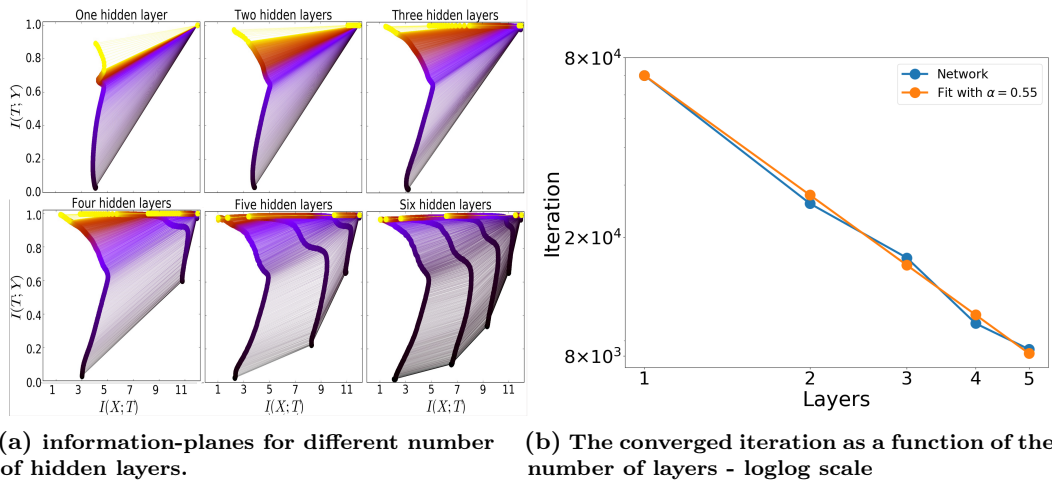 One hidden layer
Two hidden layers
Three hidden layers
1.0
0.8
0.6
0.4
0.2
0.0
I(T;Y)
Four hidden layers
Five hidden layers
Six hidden layers
1.0
0.8
0.6
0.4
0.2
0.0
I(T;Y)
1 3 5 7 9 11
1 3 5 7 9 11
1 3 5 7 9 11
I(X;T)
I(X;T)
I(X;T)
(a) information-planes for different number
of hidden layers.
8×10⁴
2×10⁴
8×10³
Iteration
Network
Fit with α = 0.55
1 2 3 4 5
Layers
(b) The converged iteration as a function of the
number of layers - loglog scale